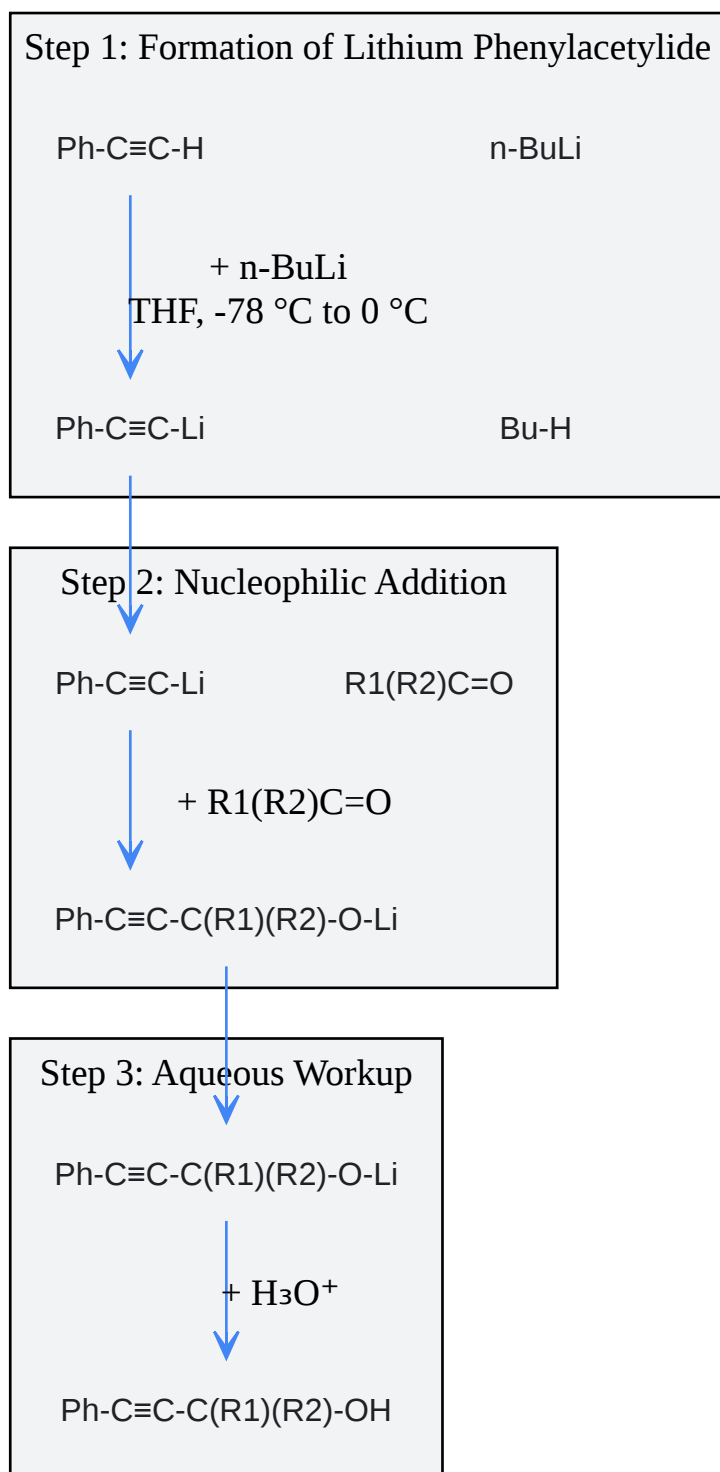 Step 1: Formation of Lithium Phenylacetylide
Ph-C≡C-H n-BuLi
+ n-BuLi
THF, -78 °C to 0 °C
Ph-C≡C-Li Bu-H
Step 2: Nucleophilic Addition
Ph-C≡C-Li R1(R2)C=O
+ R1(R2)C=O
Ph-C≡C-C(R1)(R2)-O-Li
Step 3: Aqueous Workup
Ph-C≡C-C(R1)(R2)-O-Li
+ H₃O⁺
Ph-C≡C-C(R1)(R2)-OH